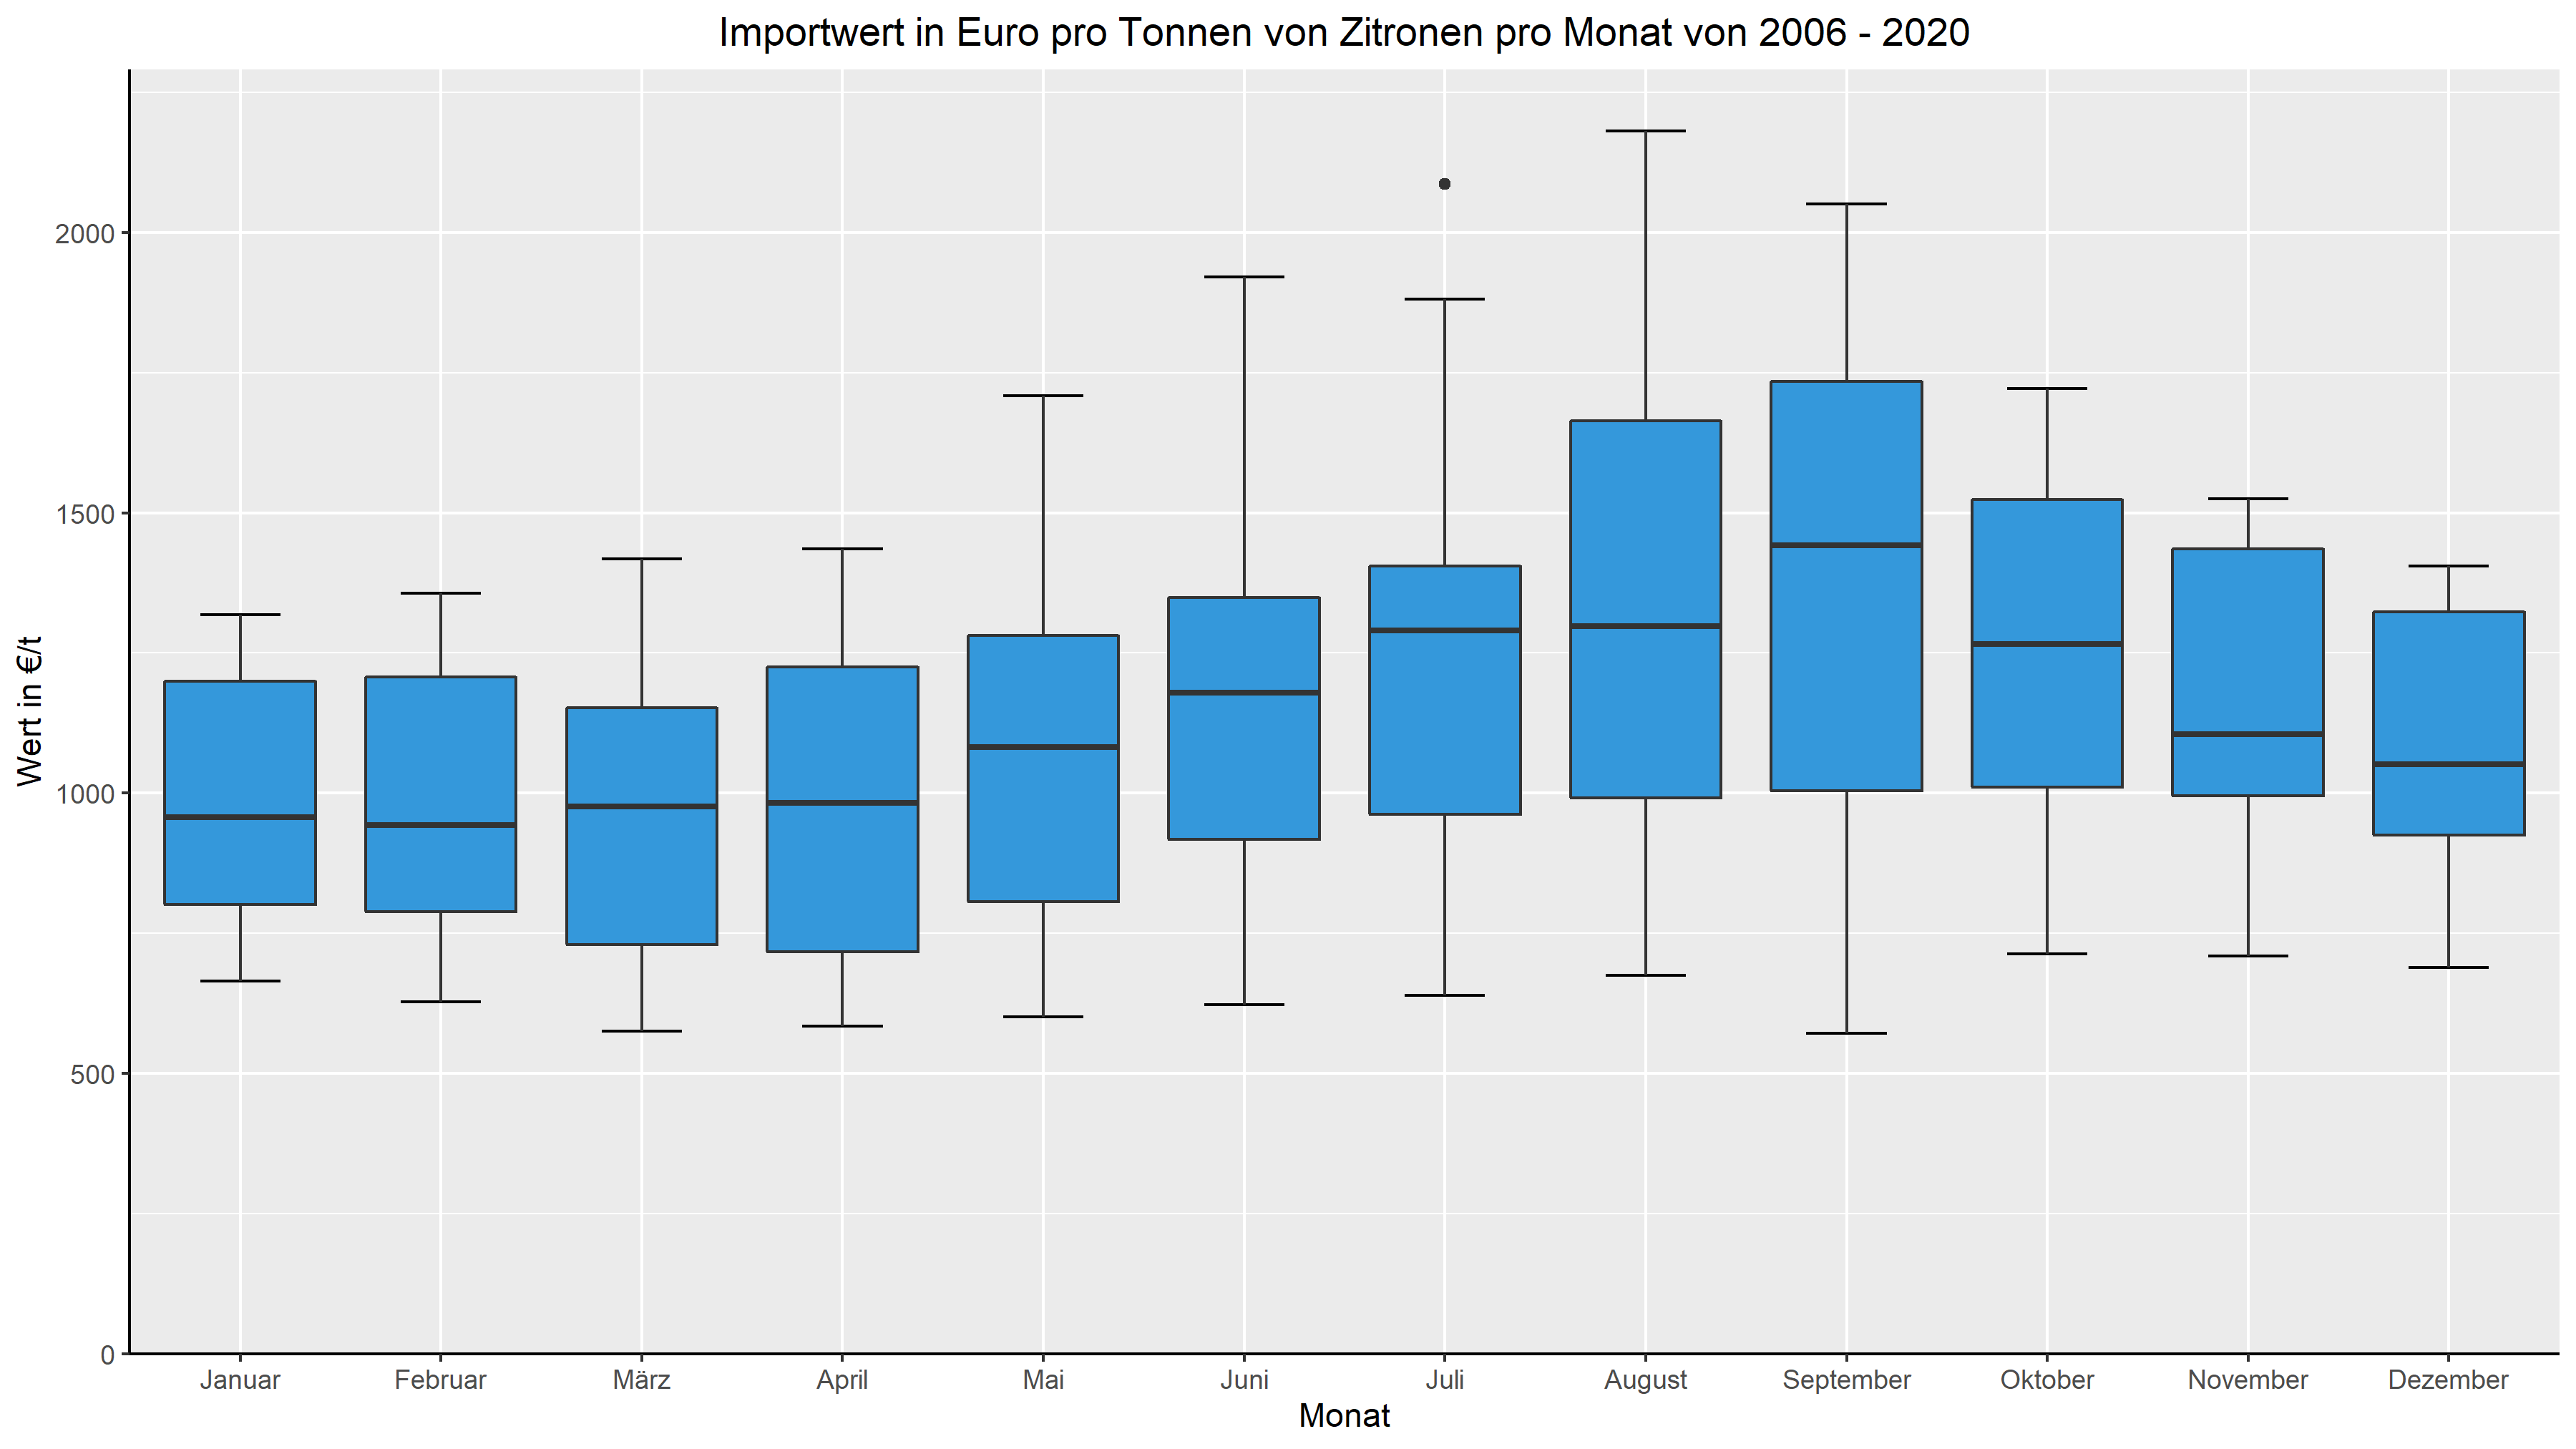 Importwert in Euro pro Tonnen von Zitronen pro Monat von 2006 - 2020
Wert in €/t
2000
1500
1000
500
0
Januar Februar März April Mai Juni Juli August September Oktober November Dezember
Monat